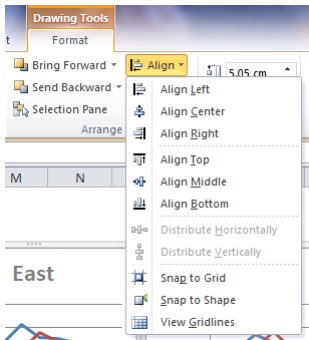 Drawing Tools
t Format
Bring Forward Align 5.05 cm
Send Backward
Selection Pane
Arrange
Align Left
Align Center
Align Right
Align Top
Align Middle
Align Bottom
Distribute Horizontally
Distribute Vertically
Snap to Grid
Snap to Shape
View Gridlines
M N
East